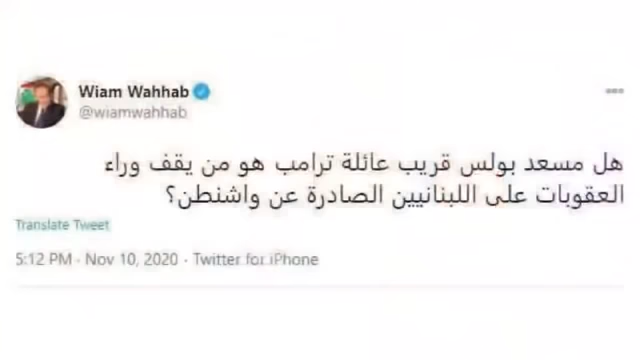 Wiam Wahhab
@wiamwahhab
هل مسعد بولس قريب عائلة ترامب هو من يقف وراء
العقوبات على اللبنانيين الصادرة عن واشنطن؟
Translate Tweet
5:12 PM · Nov 10, 2020 · Twitter for iPhone